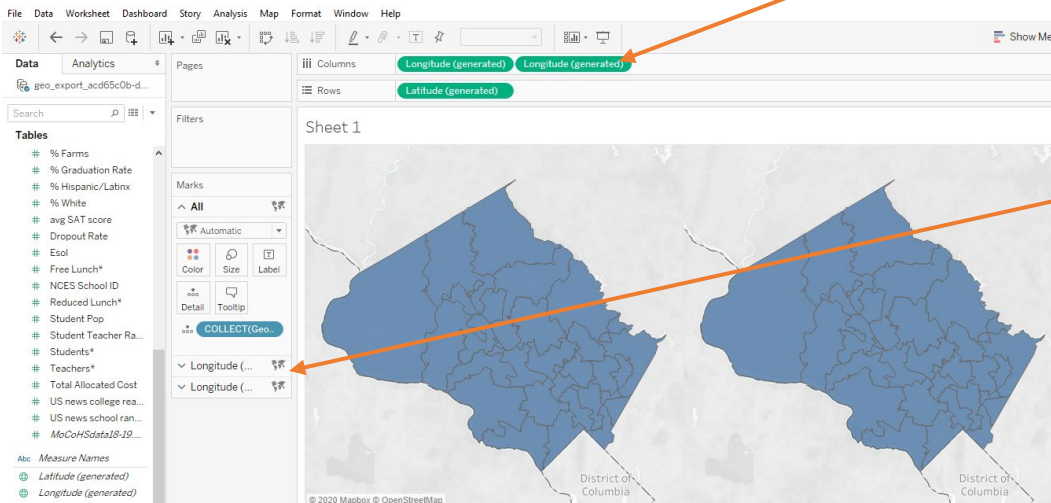 File Data Worksheet Dashboard Story Analysis Map Format Window Help
Show Me
Data Analytics
geo_export_acd65c0b-d...
Search
Tables
% Farms
% Graduation Rate
% Hispanic/Latinx
% White
avg SAT score
Dropout Rate
Esol
Free Lunch*
NCES School ID
Reduced Lunch*
Student Pop
Student Teacher Ra...
Students*
Teachers*
Total Allocated Cost
US news college rea...
US news school ran...
MoCoHSdata18-19....
Abc Measure Names
Latitude (generated)
Longitude (generated)
Pages
Filters
Marks
All
Automatic
Color Size Label
Detail Tooltip
COLLECT(Geo..
Longitude (...
Longitude (...
iii Columns Longitude (generated) Longitude (generated)
Rows Latitude (generated)
Sheet 1
District of
Columbia
District of
Columbia
© 2020 Mapbox © OpenStreetMap